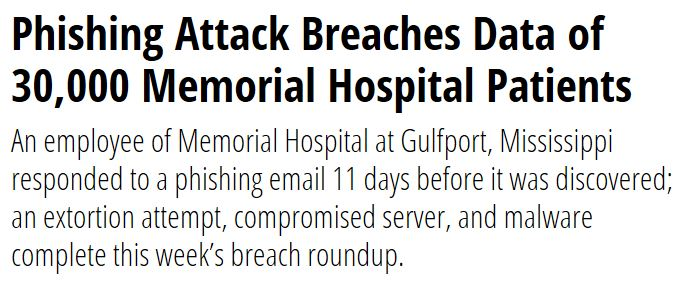 Phishing Attack Breaches Data of
30,000 Memorial Hospital Patients
An employee of Memorial Hospital at Gulfport, Mississippi
responded to a phishing email 11 days before it was discovered;
an extortion attempt, compromised server, and malware
complete this week’s breach roundup.